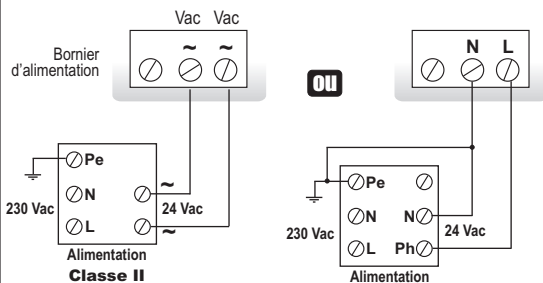 Vac Vac
Bornier
d'alimentation
~ ~
ou
N L
Pe
N
L
230 Vac
~
24 Vac
~
Alimentation
Classe II
Pe
N N
L Ph
230 Vac
24 Vac
Alimentation